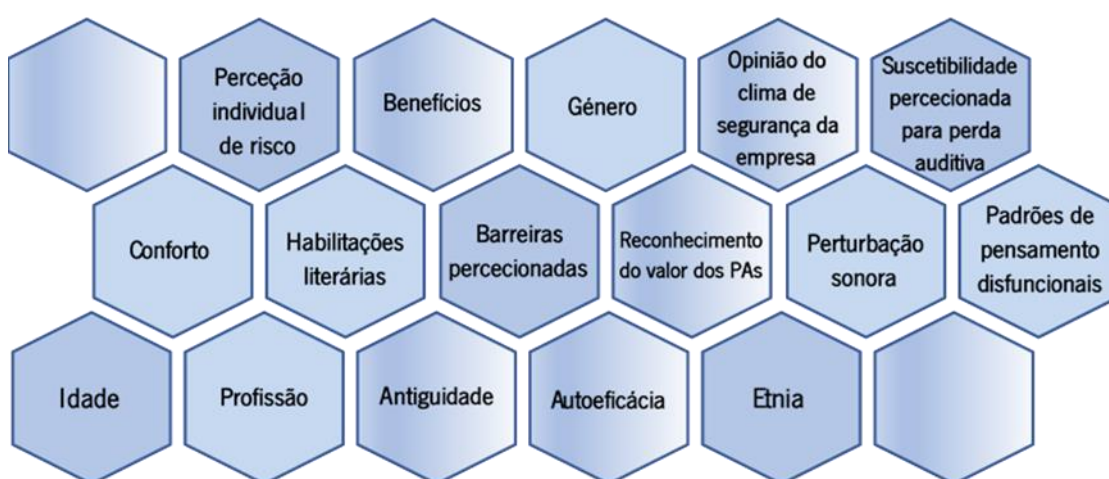 Perceção
individual
de risco
Benefícios
Género
Opinião do
clima de
segurança da
empresa
Suscetibilidade
percecionada
para perda
auditiva
Conforto
Habilitações
literárias
Barreiras
percecionadas
Reconhecimento
do valor dos PAs
Perturbação
sonora
Padrões de
pensamento
disfuncionais
Idade
Profissão
Antiguidade
Autoeficácia
Etnia